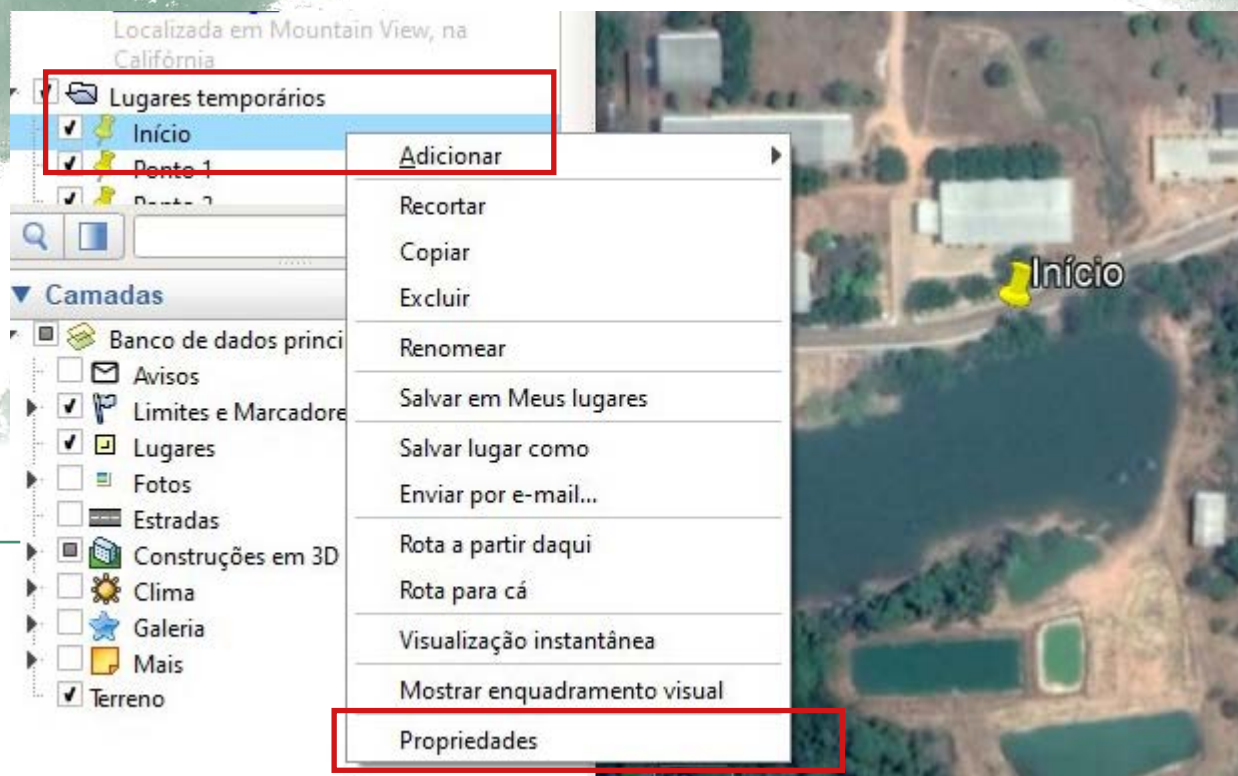 Localizada em Mountain View, na
Califórnia
Lugares temporários
Início
Ponto 1
Ponto 2
Camadas
Banco de dados princi
Avisos
Limites e Marcadore
Lugares
Fotos
Estradas
Construções em 3D
Clima
Galeria
Mais
Terreno
Adicionar
Recortar
Copiar
Excluir
Renomear
Salvar em Meus lugares
Salvar lugar como
Enviar por e-mail...
Rota a partir daqui
Rota para cá
Visualização instantânea
Mostrar enquadramento visual
Propriedades
Início